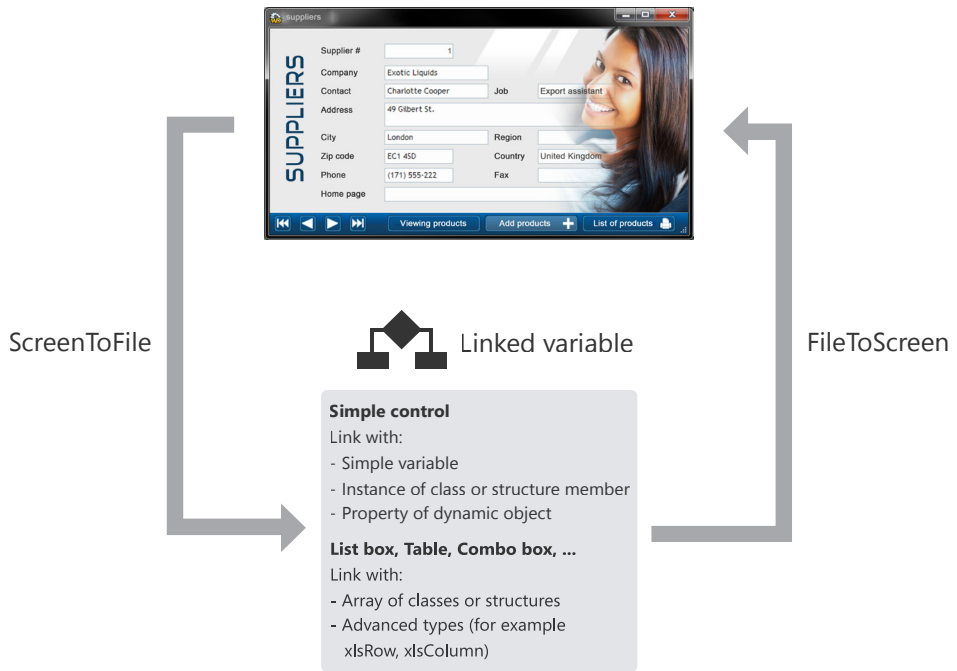 suppliers
SUPPLIERS
Supplier # 1
Company Exotic Liquids
Contact Charlotte Cooper Job Export assistant
Address 49 Gilbert St.
City London Region
Zip code EC1 4SD Country United Kingdom
Phone (171) 555-222 Fax
Home page
Viewing products Add products List of products
ScreenToFile
Linked variable
FileToScreen
Simple control
Link with:
- Simple variable
- Instance of class or structure member
- Property of dynamic object
List box, Table, Combo box, ...
Link with:
- Array of classes or structures
- Advanced types (for example
xlsRow, xlsColumn)